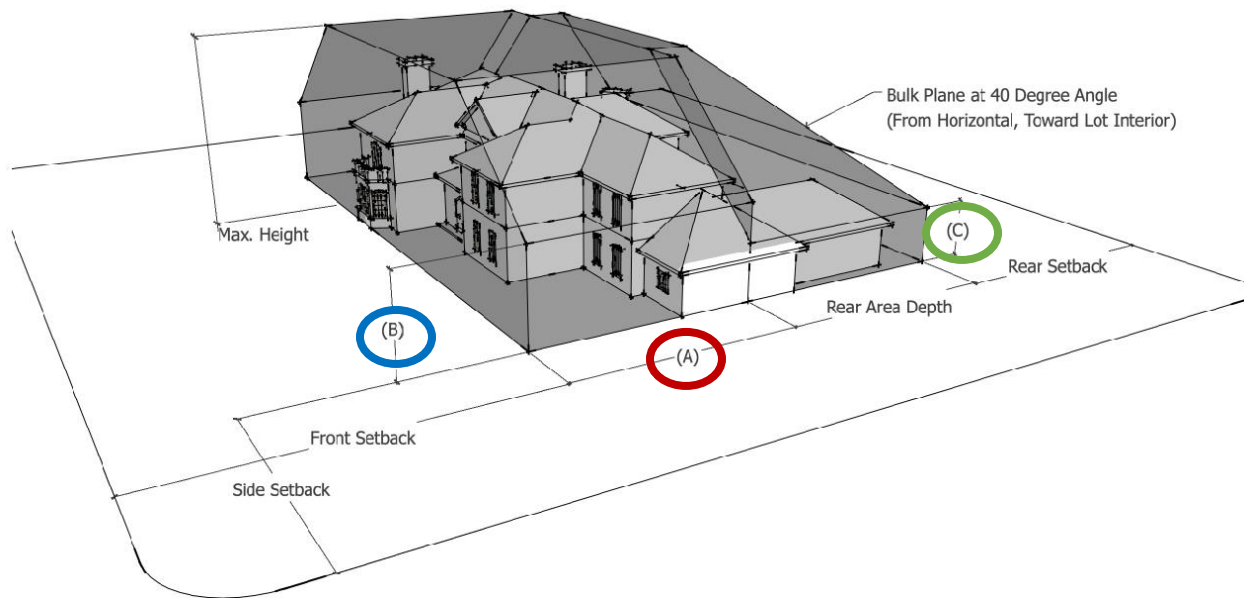 Bulk Plane at 40 Degree Angle
(From Horizontal, Toward Lot Interior)
Max. Height
(C)
Rear Setback
Rear Area Depth
(B)
(A)
Front Setback
Side Setback